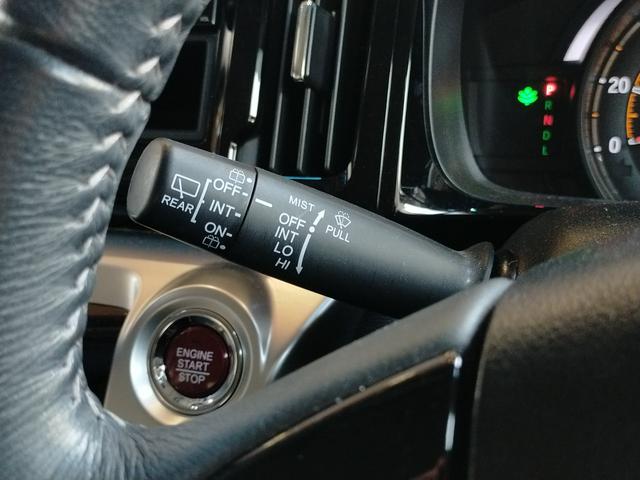 REAR
OFF
INT
ON
MIST
OFF
INT
LO
HI
PULL
ENGINE
START
STOP
P
R
N
D
L
20
0